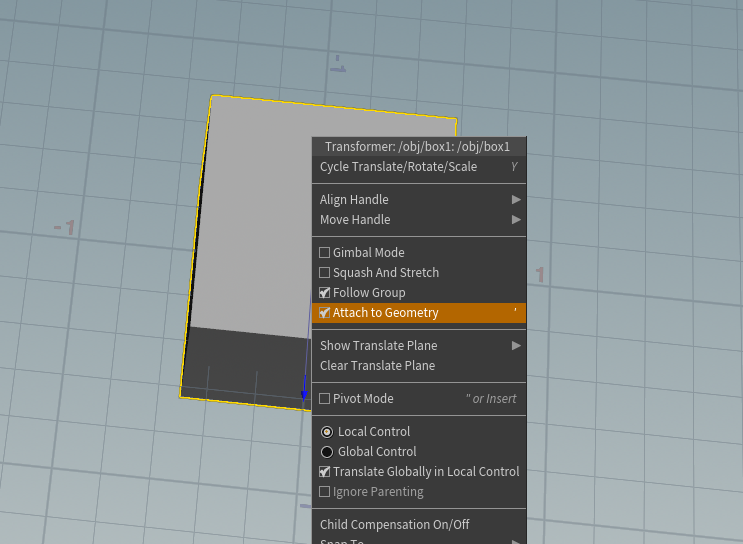 -1
Transformer: /obj/box1: /obj/box1
Cycle Translate/Rotate/Scale Y
Align Handle
Move Handle
Gimbal Mode
Squash And Stretch
-1
1
Follow Group
Attach to Geometry '
Show Translate Plane
Clear Translate Plane
Pivot Mode " or Insert
Local Control
Global Control
Translate Globally in Local Control
Ignore Parenting
Child Compensation On/Off
Snap To